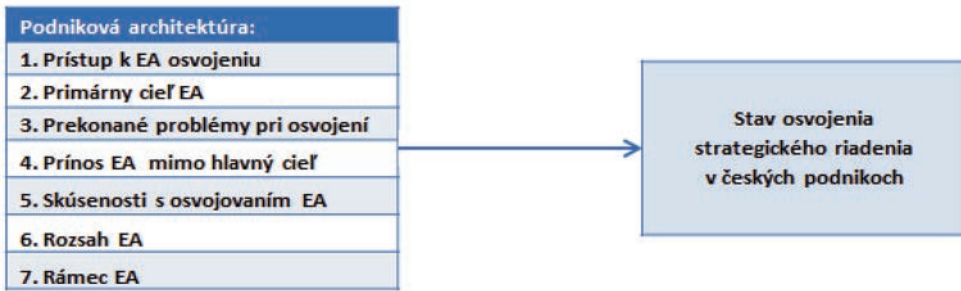 Podniková architektúra:
1. Prístup k EA osvojeniu
2. Primárny cieľ EA
3. Prekonané problémy pri osvojení
4. Prínos EA mimo hlavný cieľ
5. Skúsenosti s osvojovaním EA
6. Rozsah EA
7. Rámec EA
Stav osvojenia
strategického riadenia
v českých podnikoch